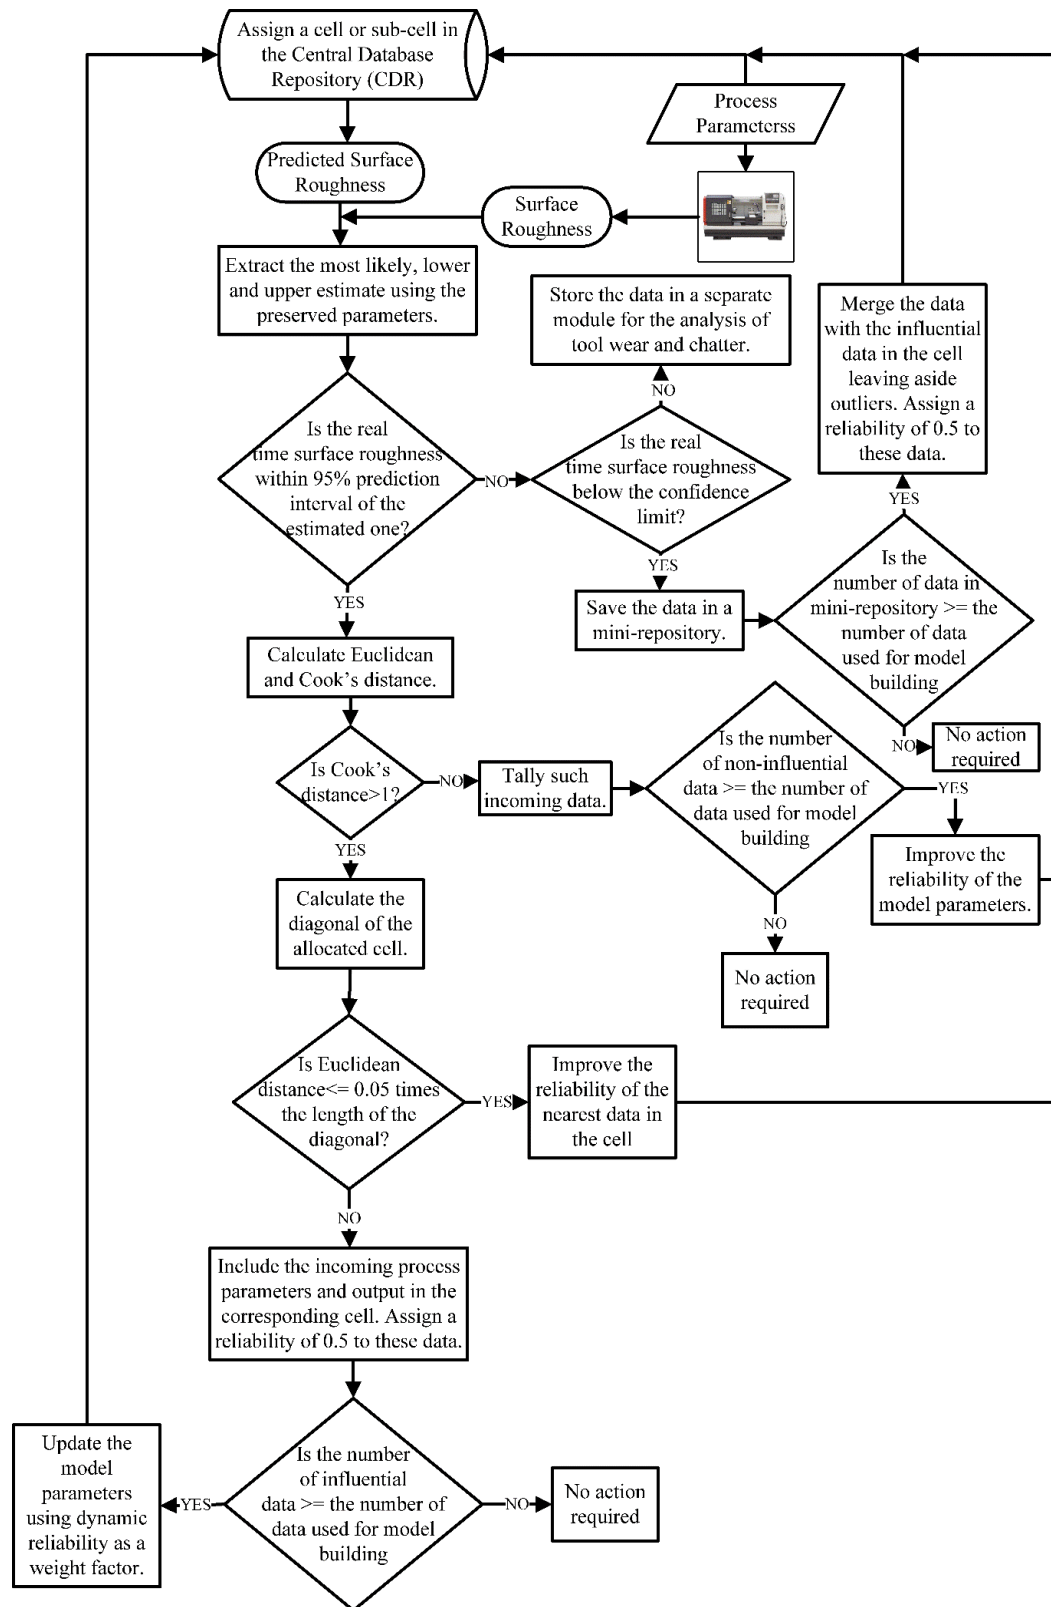 Assign a cell or sub-cell in
the Central Database
Repository (CDR)
Process
Parameterss
Predicted Surface
Roughness
Surface
Roughness
Extract the most likely, lower
and upper estimate using the
preserved parameters.
Store the data in a separate
module for the analysis of
tool wear and chatter.
Merge the data
with the influential
data in the cell
leaving aside
outliers. Assign a
reliability of 0.5 to
these data.
NO
Is the real
time surface roughness
within 95% prediction
interval of the
estimated one?
NO
Is the real
time surface roughness
below the confidence
limit?
YES
YES
Is the
number of data in
mini-repository >= the
number of data
used for model
building
YES
Save the data in a
mini-repository.
Calculate Euclidean
and Cook's distance.
NO
No action
required
Is Cook's
distance>1?
NO
Tally such
incoming data.
Is the number
of non-influential
data >= the number of
data used for model
building
YES
YES
Improve the
reliability of the
model parameters.
Calculate the
diagonal of the
allocated cell.
NO
No action
required
Is Euclidean
distance<= 0.05 times
the length of the
diagonal?
YES
Improve the
reliability of the
nearest data in
the cell
NO
Include the incoming process
parameters and output in the
corresponding cell. Assign a
reliability of 0.5 to these data.
Update the
model
parameters
using dynamic
reliability as a
weight factor.
YES
Is the number
of influential
data >= the number of
data used for model
building
NO
No action
required